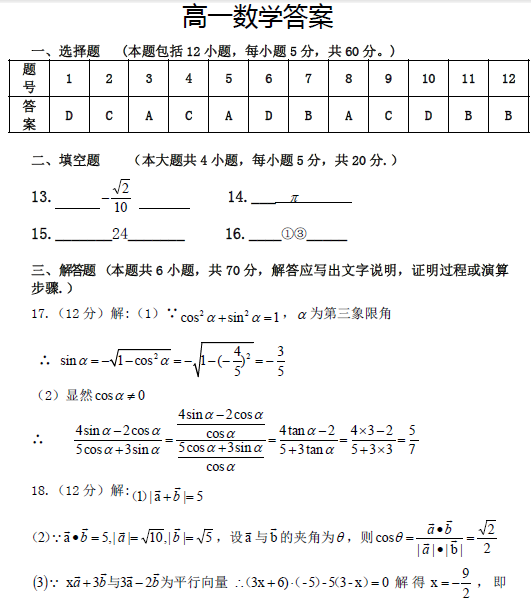 高一数学答案
一、选择题 （本题包括12小题，每小题5分，共60分。）
题号 1 2 3 4 5 6 7 8 9 10 11 12
答案 D C A C A D B A C D B B
二、填空题 （本大题共4小题，每小题5分，共20分.）
13. -√2/10 14. π
15. 24 16. ①③
三、解答题（本题共6小题，共70分，解答应写出文字说明，证明过程或演算
步骤.）
17.（12分）解:（1）∵cos²α+sin²α=1，α为第三象限角
∴ sinα=-√(1-cos²α)=-√(1-(-4/5)²)=-3/5
（2）显然cosα≠0
∴ (4sinα-2cosα)/(5cosα+3sinα)=((4sinα-2cosα)/cosα)/((5cosα+3sinα)/cosα)=(4tanα-2)/(5+3tanα)=(4×3-2)/(5+3×3)=5/7
18.（12分）解:(1)|a⃗+b⃗|=5
(2)∵a⃗•b⃗=5,|a⃗|=√10,|b⃗|=√5，设a⃗与b⃗的夹角为θ，则cosθ=(a⃗•b⃗)/(|a⃗|•|b⃗|)=√2/2
(3)∵ xa⃗+3b⃗与3a⃗-2b⃗为平行向量 ∴(3x+6)·(-5)-5(3-x)=0 解得x=-9/2，即